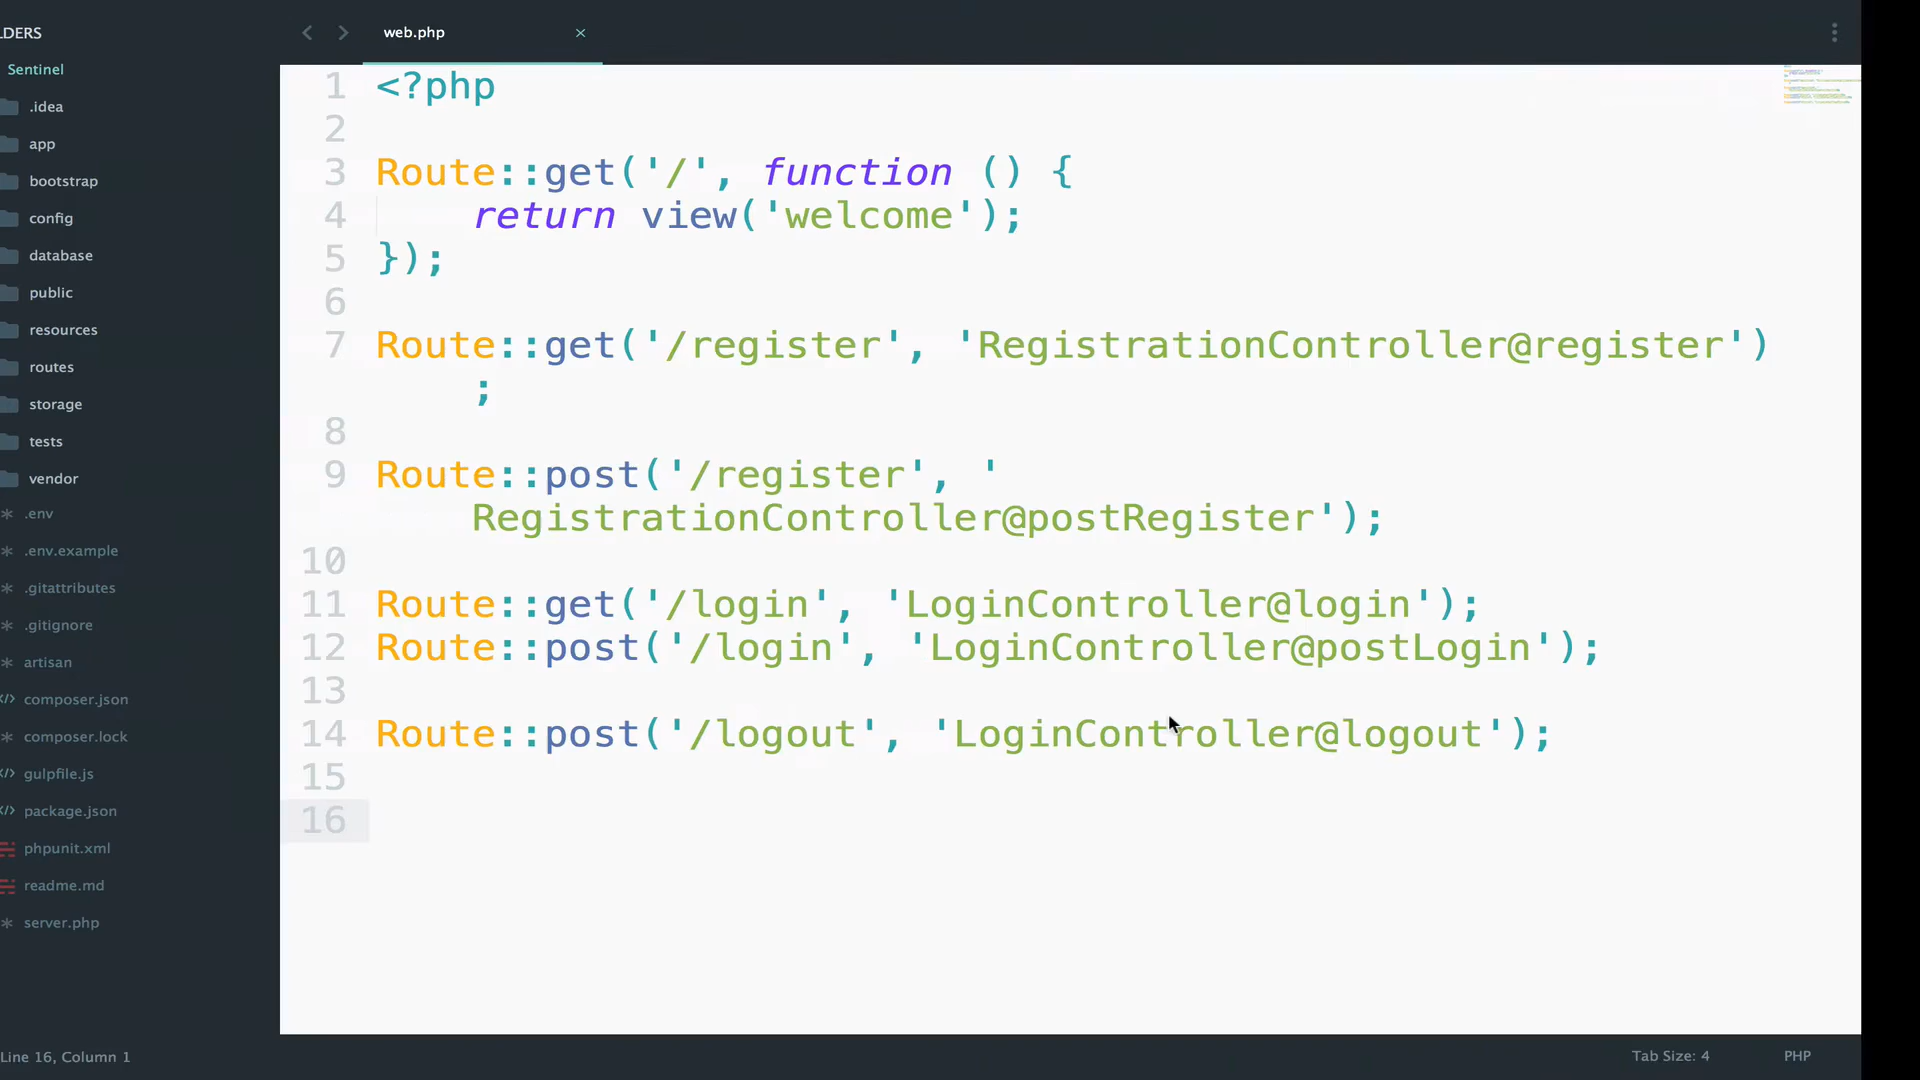 LDERS
Sentinel
.idea
app
bootstrap
config
database
public
resources
routes
storage
tests
vendor
.env
.env.example
.gitattributes
.gitignore
artisan
composer.json
composer.lock
gulpfile.js
package.json
phpunit.xml
readme.md
server.php
web.php
1 <?php
2
3 Route::get('/', function () {
4     return view('welcome');
5 });
6
7 Route::get('/register', 'RegistrationController@register')
;
8
9 Route::post('/register', '
RegistrationController@postRegister');
10
11 Route::get('/login', 'LoginController@login');
12 Route::post('/login', 'LoginController@postLogin');
13
14 Route::post('/logout', 'LoginController@logout');
15
16
Line 16, Column 1
Tab Size: 4
PHP